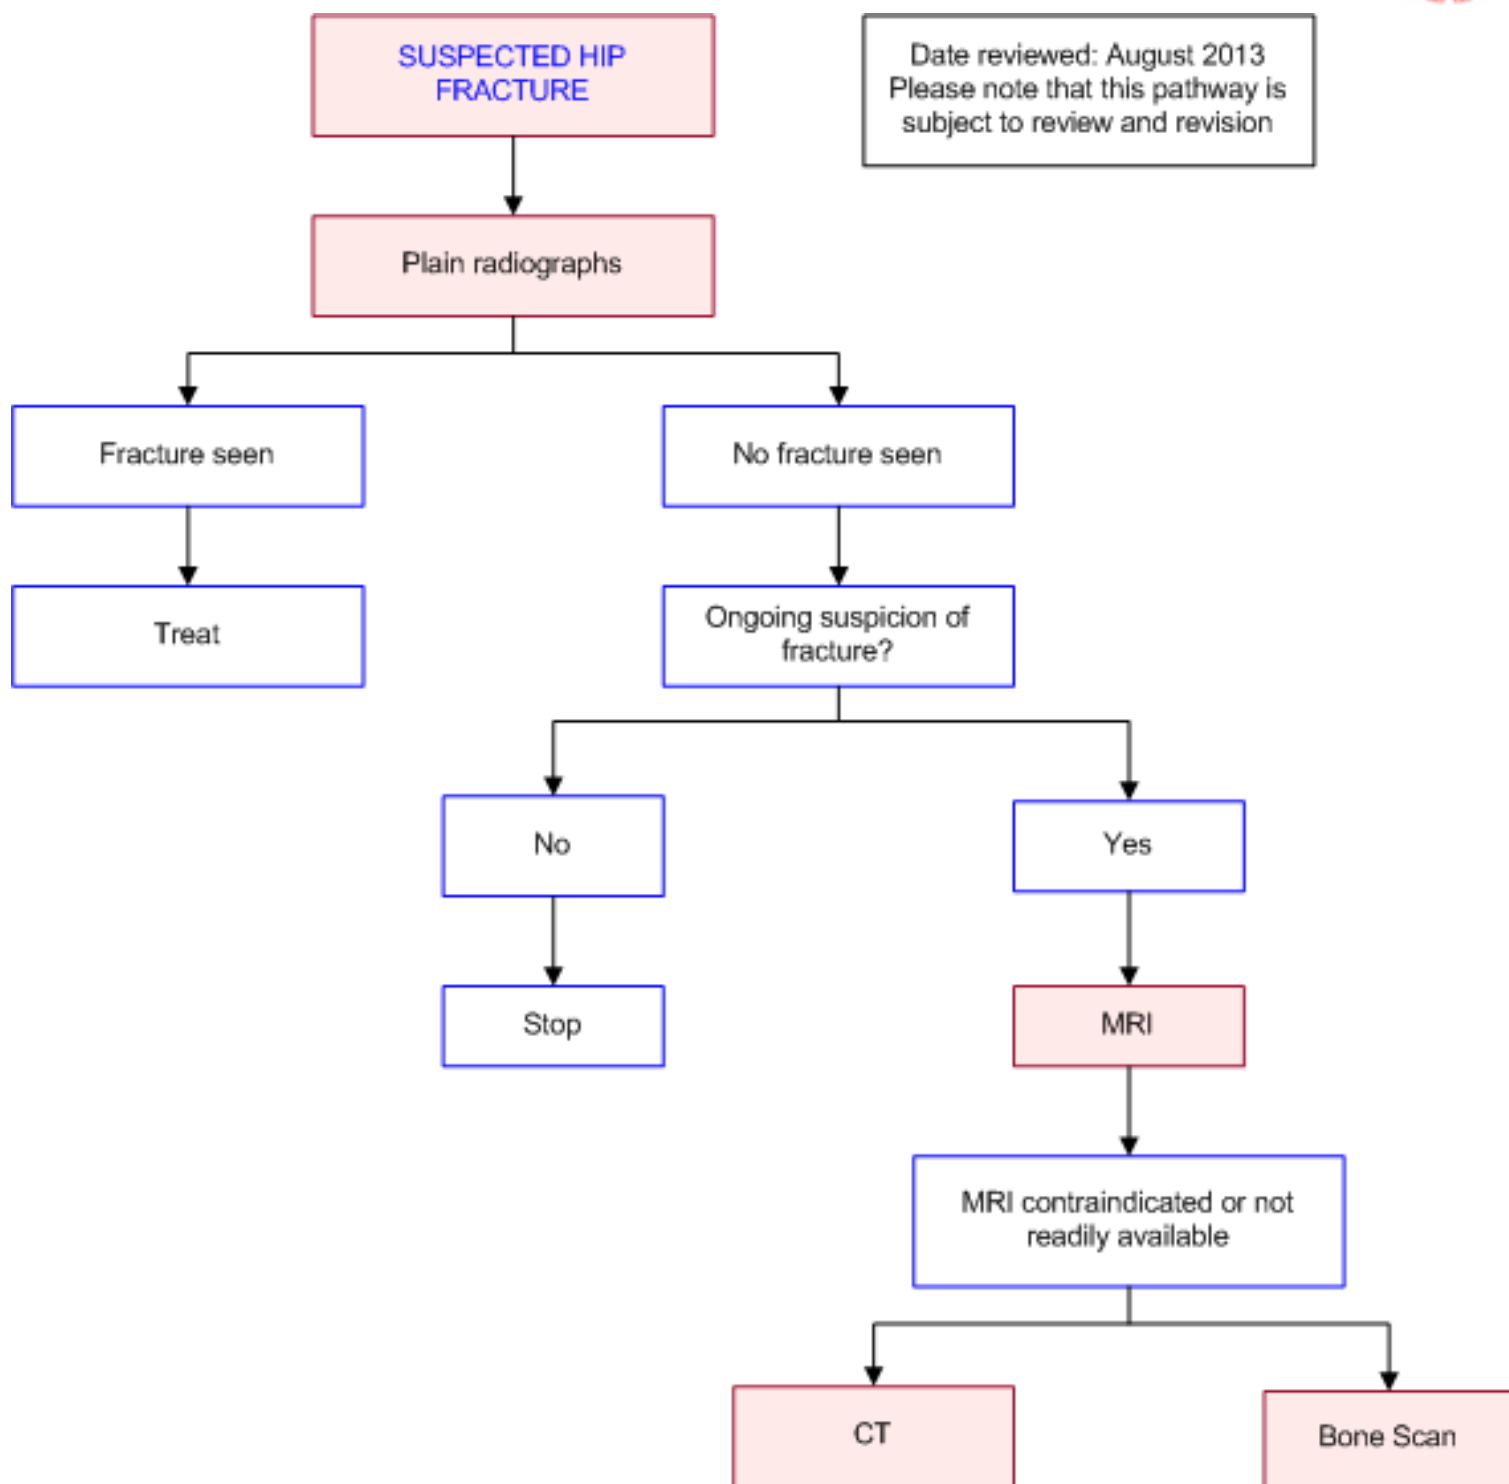 SUSPECTED HIP
FRACTURE
Date reviewed: August 2013
Please note that this pathway is
subject to review and revision
Plain radiographs
Fracture seen
No fracture seen
Treat
Ongoing suspicion of
fracture?
No
Yes
Stop
MRI
MRI contraindicated or not
readily available
CT
Bone Scan